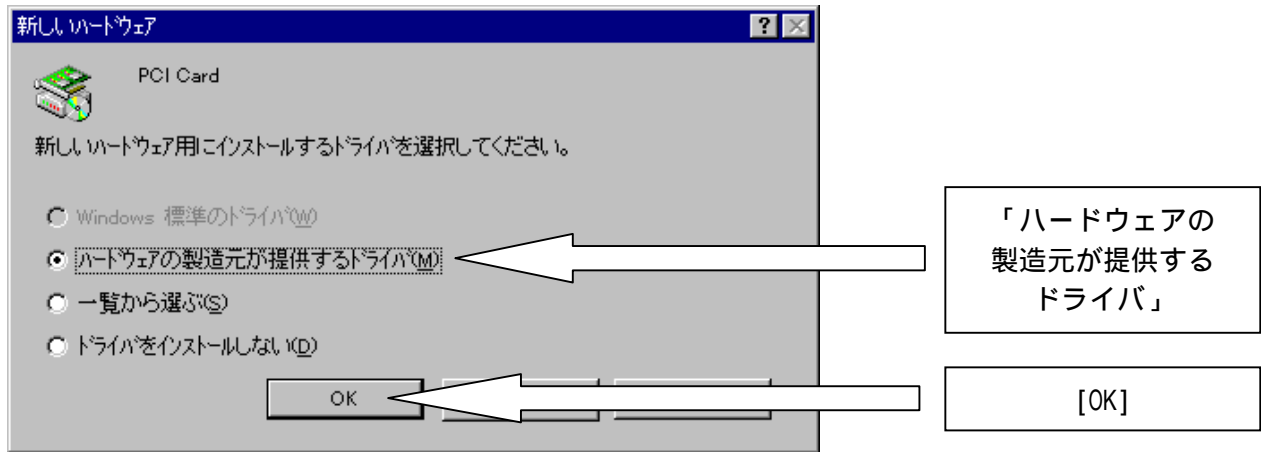 新しいハードウェア
PCI Card
新しいハードウェア用にインストールするドライバを選択してください。
Windows 標準のドライバ(W)
ハードウェアの製造元が提供するドライバ(M)
一覧から選ぶ(S)
ドライバをインストールしない(D)
OK
「ハードウェアの
製造元が提供する
ドライバ」
[OK]